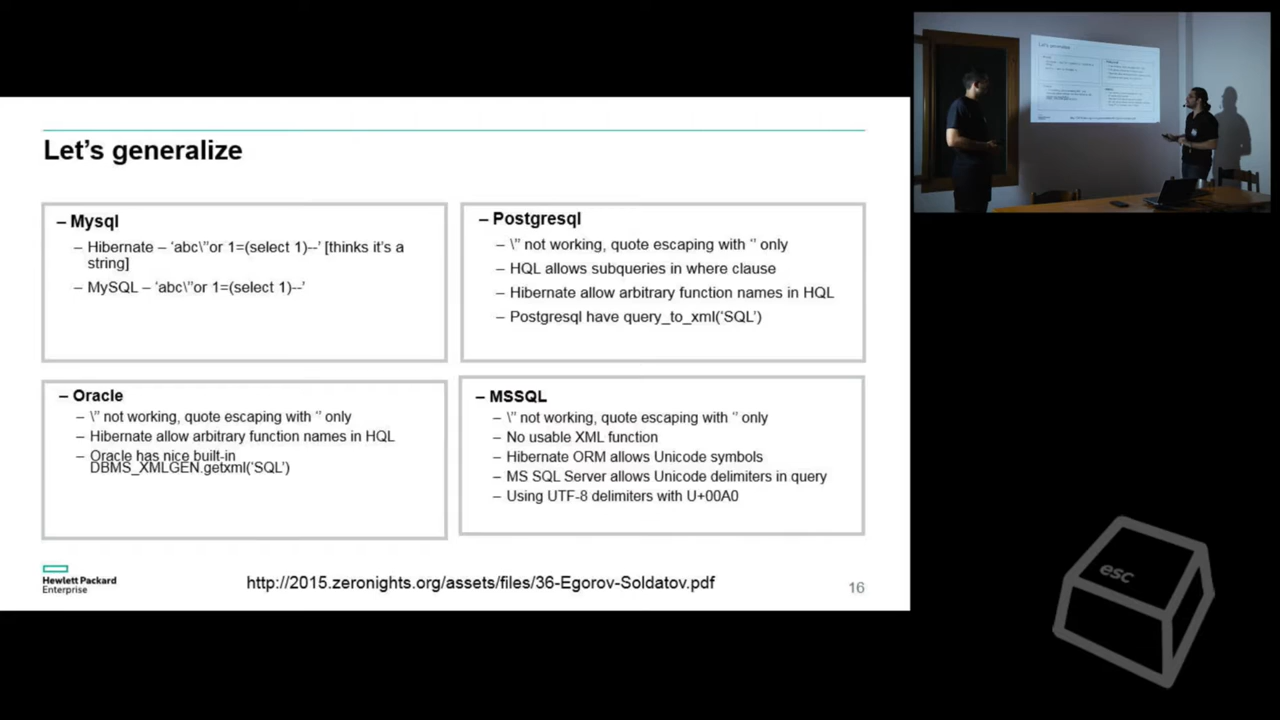 Let's generalize
– Mysql
– Hibernate – ‘abc\’’or 1=(select 1)--’ [thinks it’s a
string]
– MySQL – ‘abc\’’or 1=(select 1)--’
– Postgresql
– \’’ not working, quote escaping with ‘’ only
– HQL allows subqueries in where clause
– Hibernate allow arbitrary function names in HQL
– Postgresql have query_to_xml(‘SQL’)
– Oracle
– \’’ not working, quote escaping with ‘’ only
– Hibernate allow arbitrary function names in HQL
– Oracle has nice built-in
DBMS_XMLGEN.getxml(‘SQL’)
– MSSQL
– \’’ not working, quote escaping with ‘’ only
– No usable XML function
– Hibernate ORM allows Unicode symbols
– MS SQL Server allows Unicode delimiters in query
– Using UTF-8 delimiters with U+00A0
Hewlett Packard
Enterprise
http://2015.zeronights.org/assets/files/36-Egorov-Soldatov.pdf
16
Let's generalize
esc